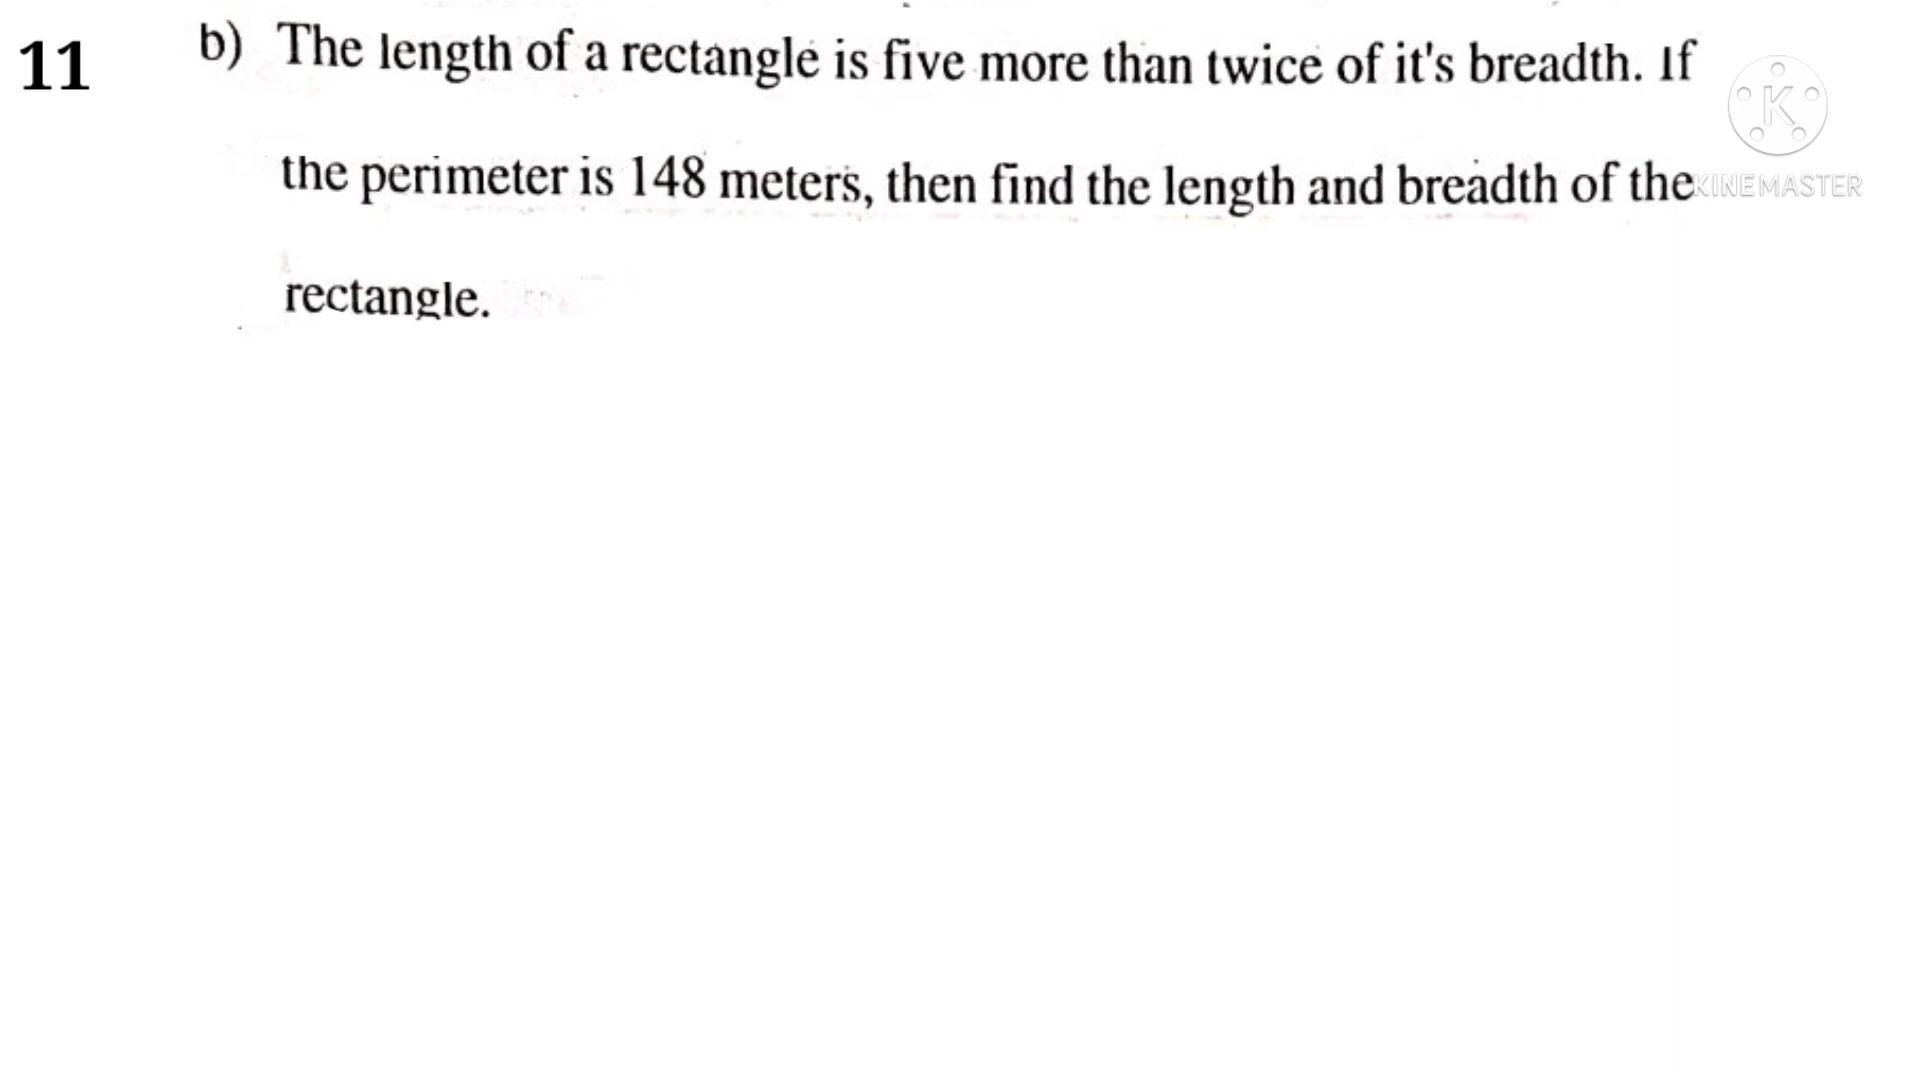 11
b) The length of a rectangle is five more than twice of it's breadth. If
the perimeter is 148 meters, then find the length and breadth of the
rectangle.
K
KINEMASTER